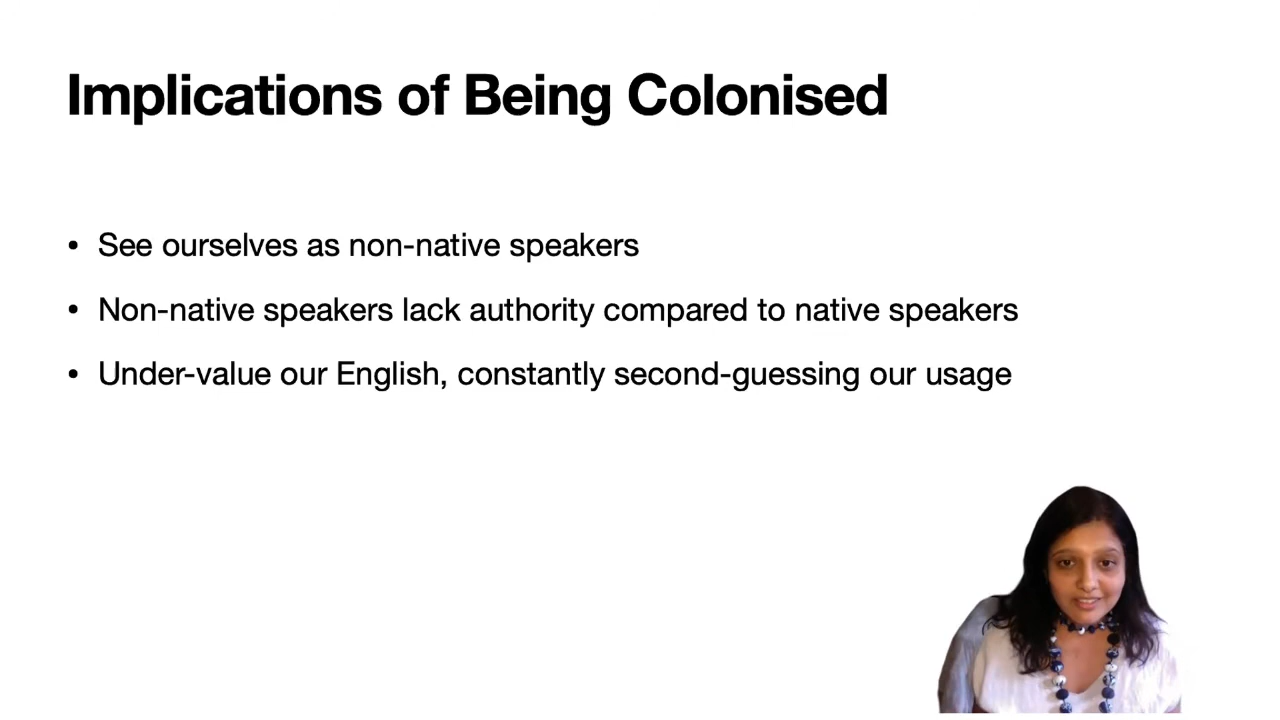 Implications of Being Colonised
• See ourselves as non-native speakers
• Non-native speakers lack authority compared to native speakers
• Under-value our English, constantly second-guessing our usage